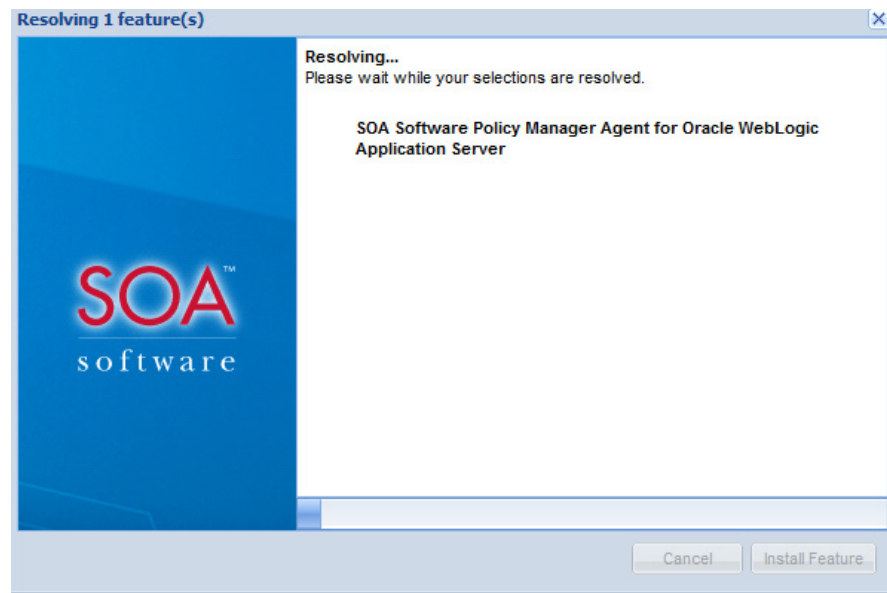 Resolving 1 feature(s)
Resolving...
Please wait while your selections are resolved.
SOA Software Policy Manager Agent for Oracle WebLogic
Application Server
SOA™
software
Cancel
Install Feature